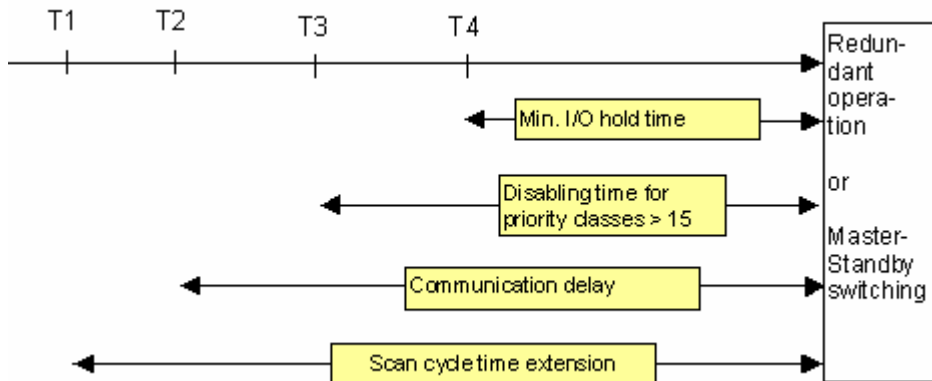 T1
T2
T3
T4
Min. I/O hold time
Disabling time for
priority classes > 15
Communication delay
Scan cycle time extension
Redun-
dant
opera-
tion
or
Master-
Standby
switching